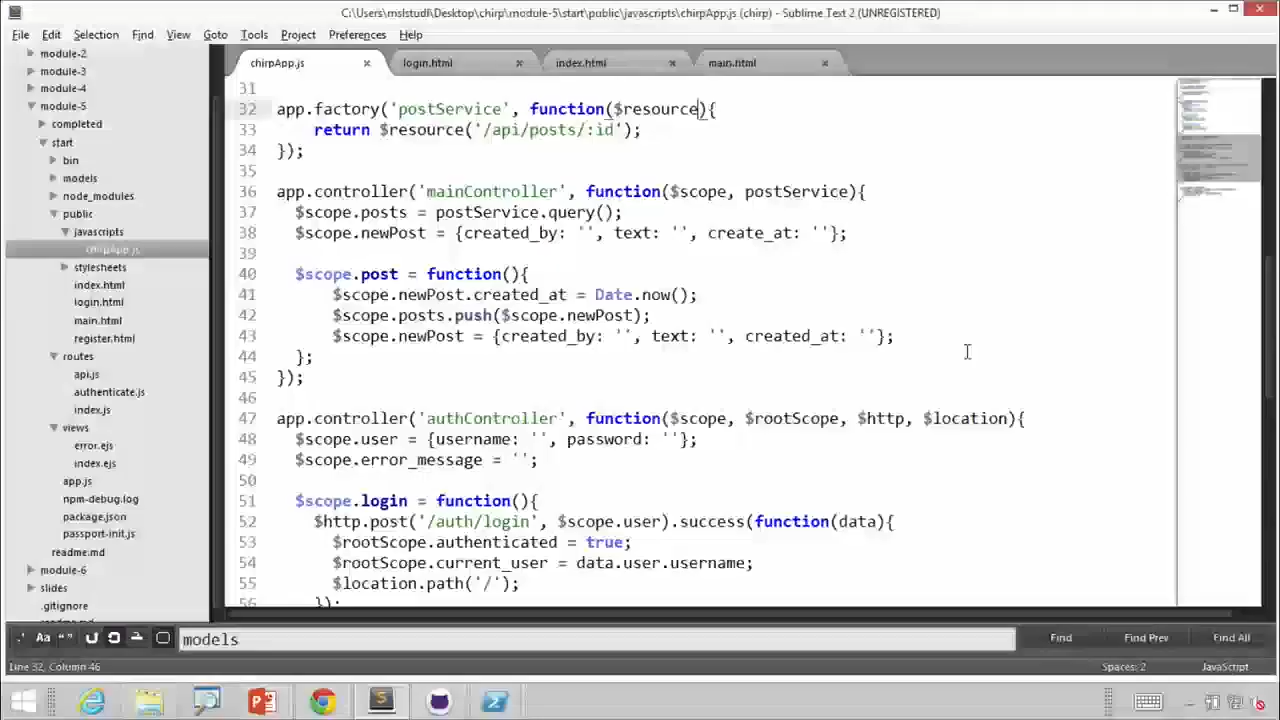 C:\Users\mslstudi\Desktop\chirp\module-5\start\public\javascripts\chirpApp.js (chirp) - Sublime Text 2 (UNREGISTERED)
File Edit Selection Find View Goto Tools Project Preferences Help
module-2
module-3
module-4
module-5
completed
start
bin
models
node_modules
public
javascripts
chirpApp.js
stylesheets
index.html
login.html
main.html
register.html
routes
api.js
authenticate.js
index.js
views
error.ejs
index.ejs
app.js
npm-debug.log
package.json
passport-init.js
readme.md
module-6
slides
.gitignore
readme.md
chirpApp.js login.html index.html main.html
31
32 app.factory('postService', function($resource){
33 return $resource('/api/posts/:id');
34 });
35
36 app.controller('mainController', function($scope, postService){
37 $scope.posts = postService.query();
38 $scope.newPost = {created_by: '', text: '', create_at: ''};
39
40 $scope.post = function(){
41 $scope.newPost.created_at = Date.now();
42 $scope.posts.push($scope.newPost);
43 $scope.newPost = {created_by: '', text: '', created_at: ''};
44 };
45 });
46
47 app.controller('authController', function($scope, $rootScope, $http, $location){
48 $scope.user = {username: '', password: ''};
49 $scope.error_message = '';
50
51 $scope.login = function(){
52 $http.post('/auth/login', $scope.user).success(function(data){
53 $rootScope.authenticated = true;
54 $rootScope.current_user = data.user.username;
55 $location.path('/');
56 });
.* Aa “” models Find Find Prev Find All
Line 32, Column 46 Spaces: 2 JavaScript